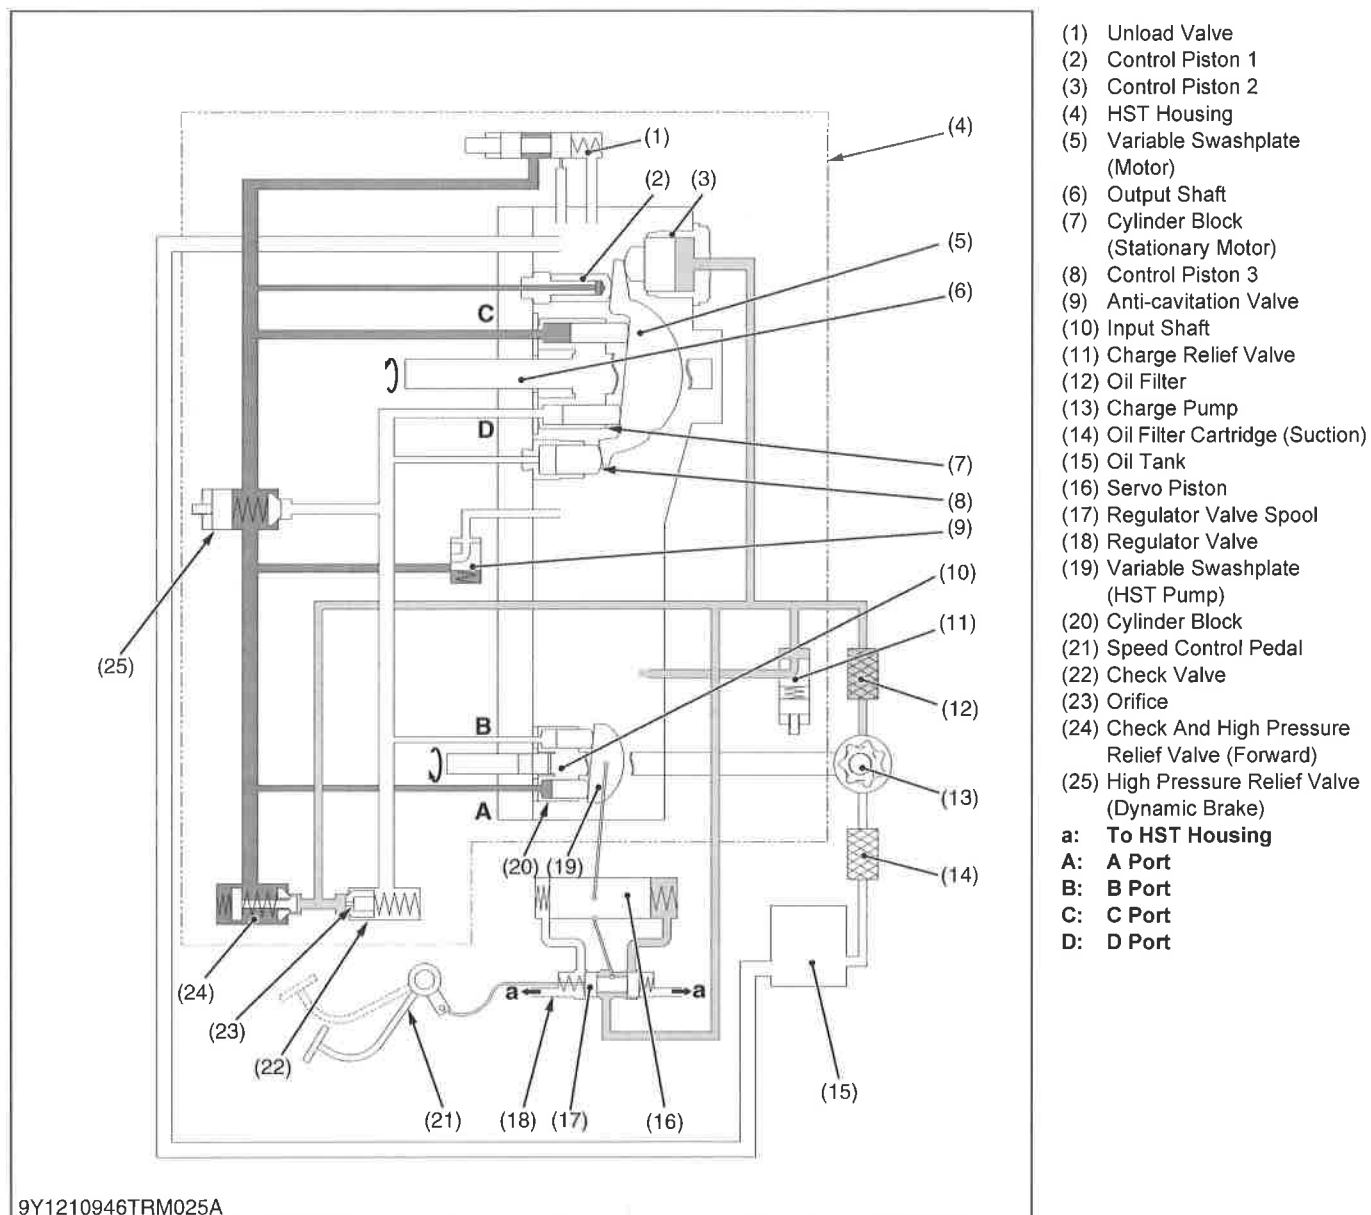 (1)
(4)
(2)
(3)
(5)
(6)
C
D
(7)
(8)
(9)
(10)
(11)
(25)
(12)
B
(13)
A
(20)
(19)
(14)
(24)
a
a
(23)
(22)
(15)
(21)
(18)
(17)
(16)
9Y1210946TRM025A
(1) Unload Valve
(2) Control Piston 1
(3) Control Piston 2
(4) HST Housing
(5) Variable Swashplate
(Motor)
(6) Output Shaft
(7) Cylinder Block
(Stationary Motor)
(8) Control Piston 3
(9) Anti-cavitation Valve
(10) Input Shaft
(11) Charge Relief Valve
(12) Oil Filter
(13) Charge Pump
(14) Oil Filter Cartridge (Suction)
(15) Oil Tank
(16) Servo Piston
(17) Regulator Valve Spool
(18) Regulator Valve
(19) Variable Swashplate
(HST Pump)
(20) Cylinder Block
(21) Speed Control Pedal
(22) Check Valve
(23) Orifice
(24) Check And High Pressure
Relief Valve (Forward)
(25) High Pressure Relief Valve
(Dynamic Brake)
a: To HST Housing
A: A Port
B: B Port
C: C Port
D: D Port